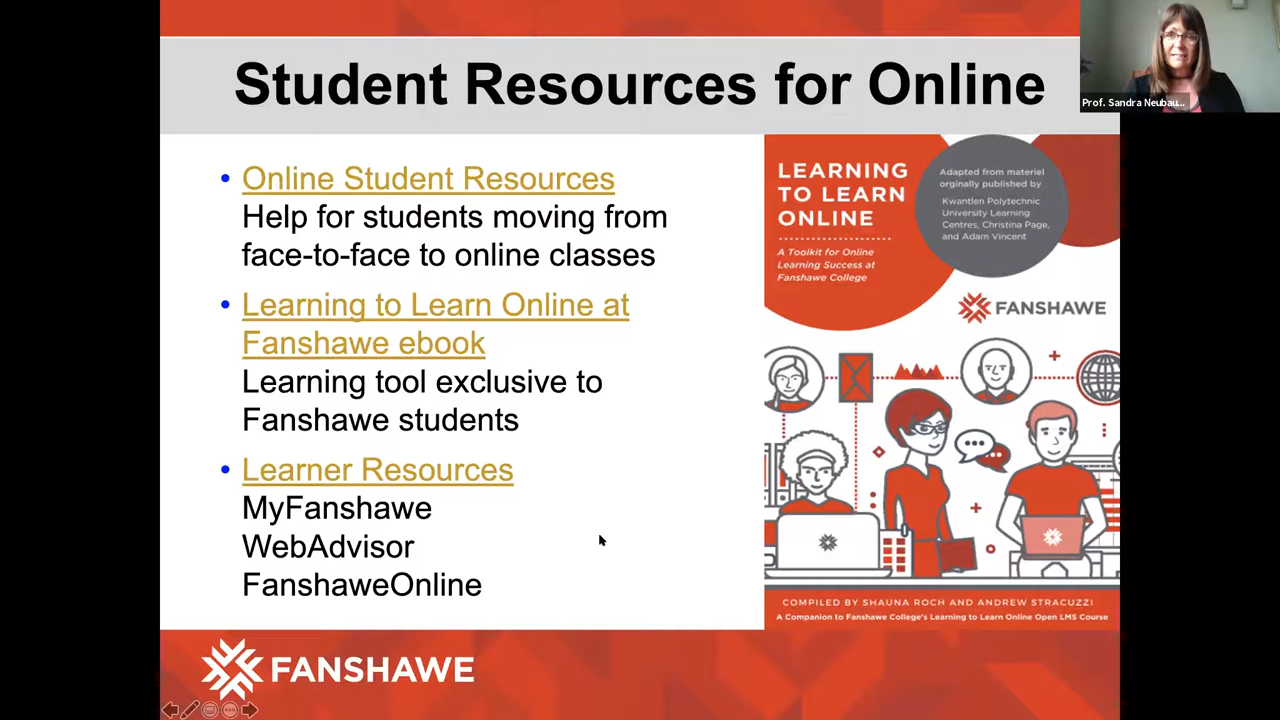 Student Resources for Online
Prof. Sandra Neubau...
• Online Student Resources
Help for students moving from
face-to-face to online classes
• Learning to Learn Online at
Fanshawe ebook
Learning tool exclusive to
Fanshawe students
• Learner Resources
MyFanshawe
WebAdvisor
FanshaweOnline
LEARNING
TO LEARN
ONLINE
A Toolkit for Online
Learning Success at
Fanshawe College
Adapted from materiel
orginally published by
Kwantlen Polytechnic
University Learning
Centres, Christina Page,
and Adam Vincent
FANSHAWE
COMPILED BY SHAUNA ROCH AND ANDREW STRACUZZI
A Companion to Fanshawe College's Learning to Learn Online Open LMS Course
FANSHAWE